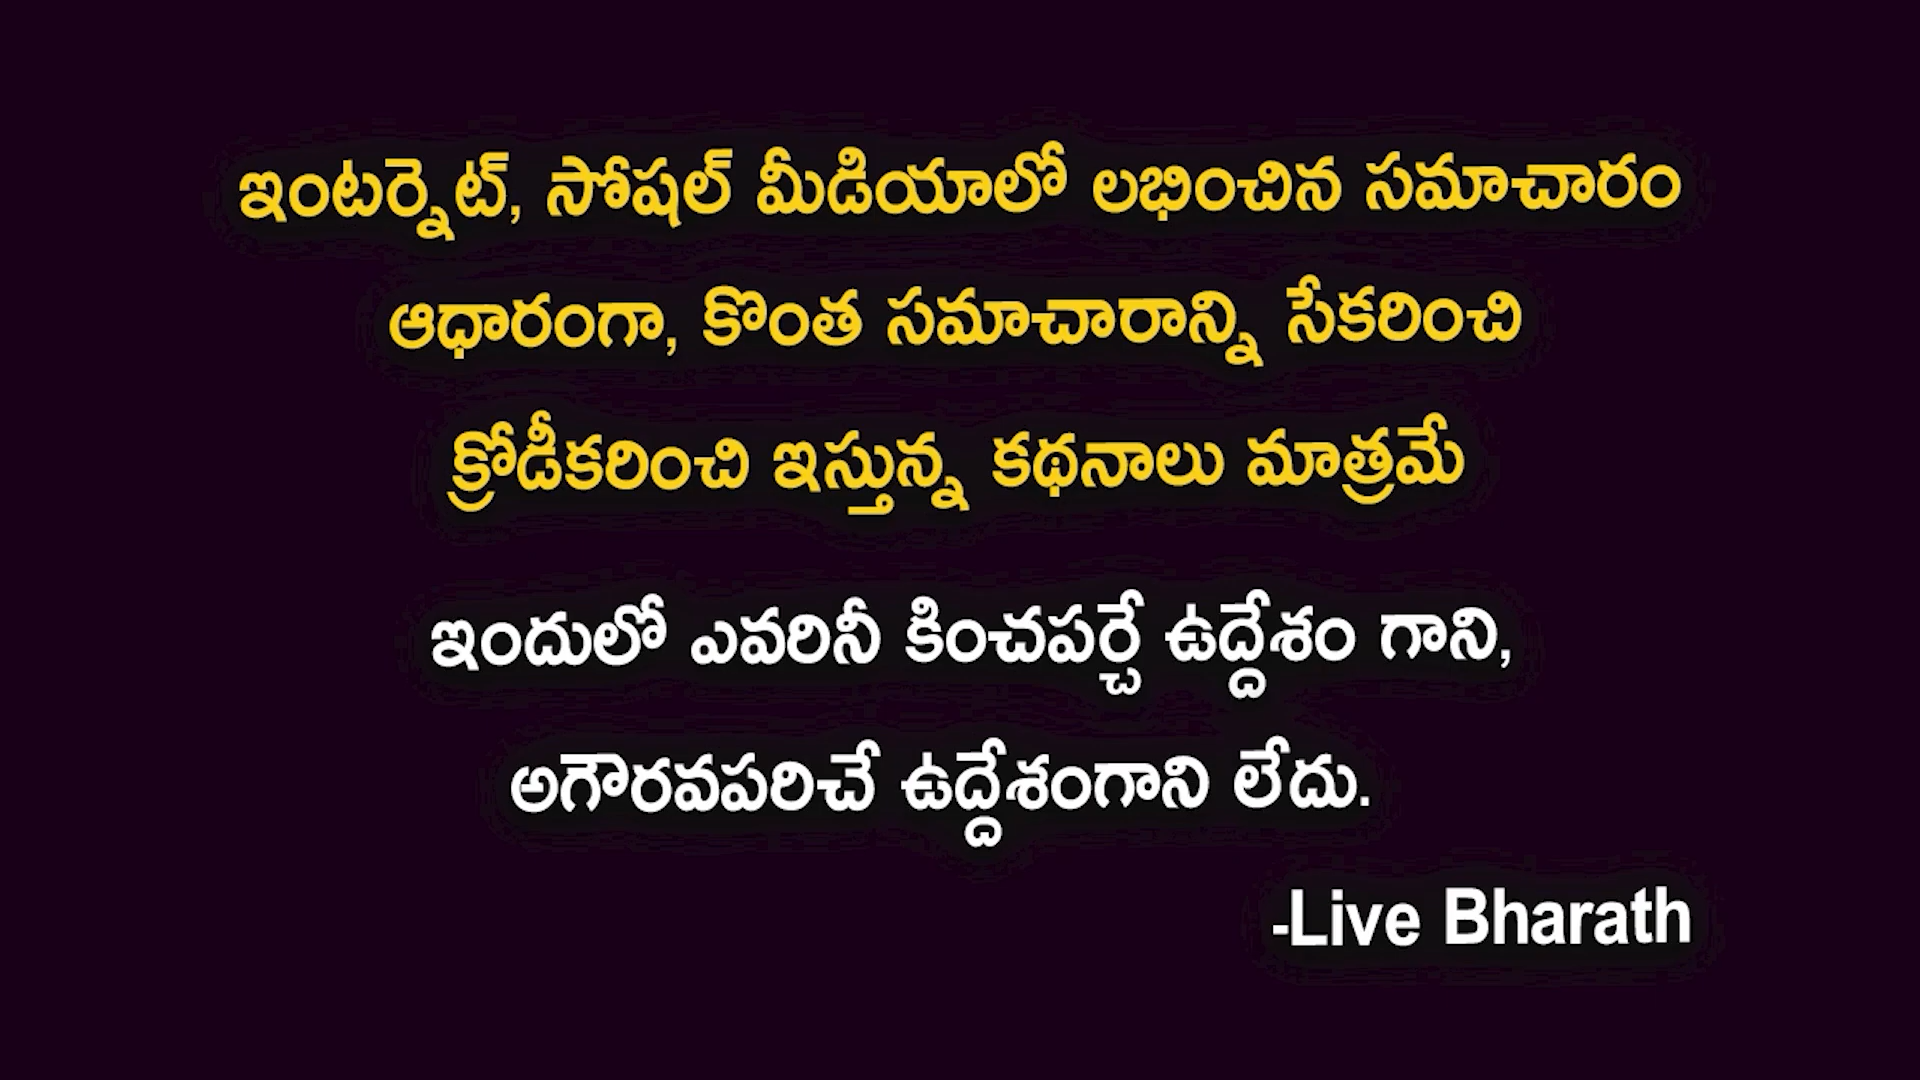 ఇంటర్నెట్, సోషల్ మీడియాలో లభించిన సమాచారం
ఆధారంగా, కొంత సమాచారాన్ని సేకరించి
క్రోడీకరించి ఇస్తున్న కథనాలు మాత్రమే
ఇందులో ఎవరినీ కించపర్చే ఉద్దేశం గాని,
అగౌరవపరిచే ఉద్దేశంగాని లేదు.
-Live Bharath